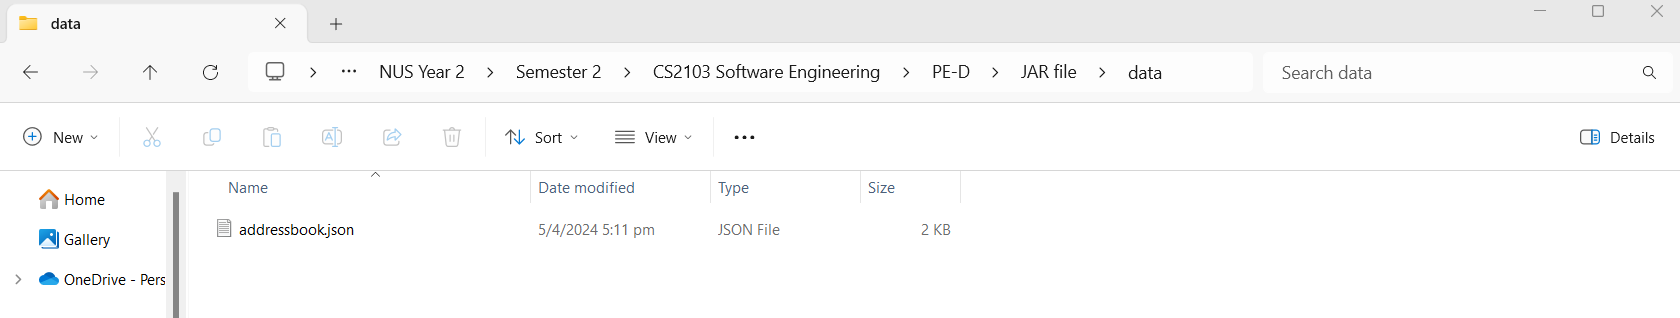 data
NUS Year 2 > Semester 2 > CS2103 Software Engineering > PE-D > JAR file > data
Search data
New
Sort
View
Details
Name Date modified Type Size
Home
addressbook.json 5/4/2024 5:11 pm JSON File 2 KB
Gallery
OneDrive - Pers